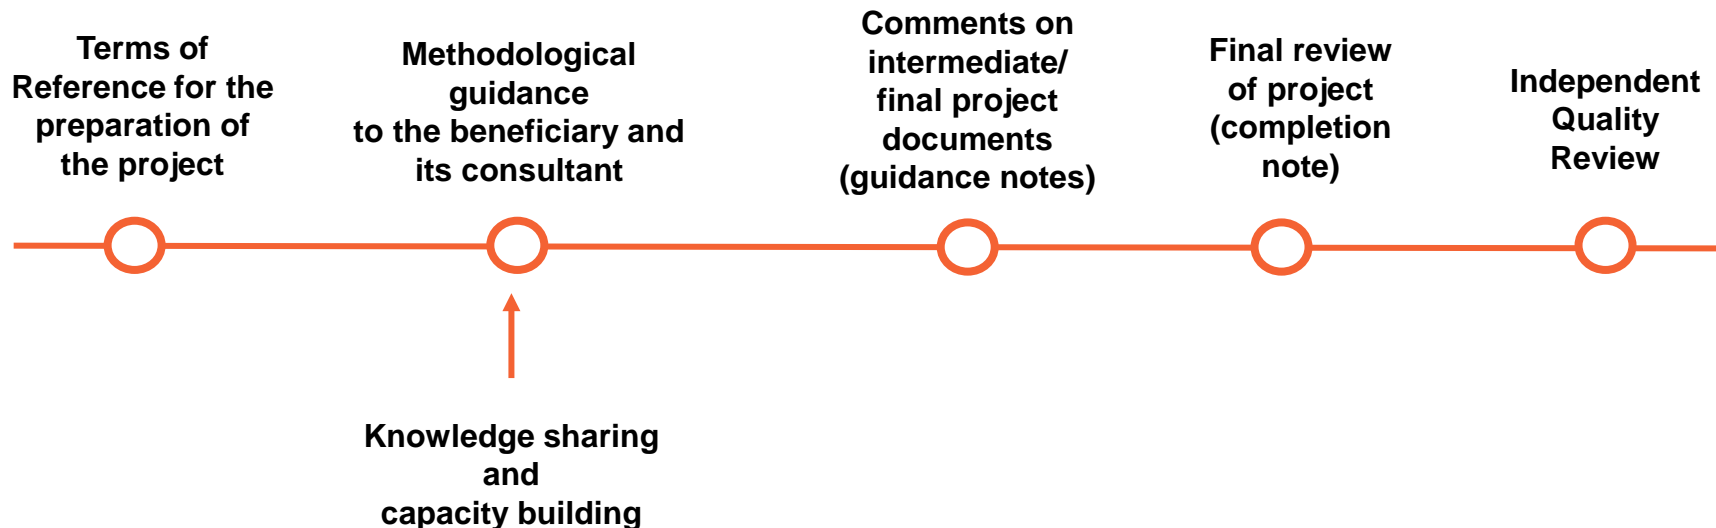 Terms of
Reference for the
preparation of
the project
Methodological
guidance
to the beneficiary and
its consultant
Comments on
intermediate/
final project
documents
(guidance notes)
Final review
of project
(completion
note)
Independent
Quality
Review
Knowledge sharing
and
capacity building